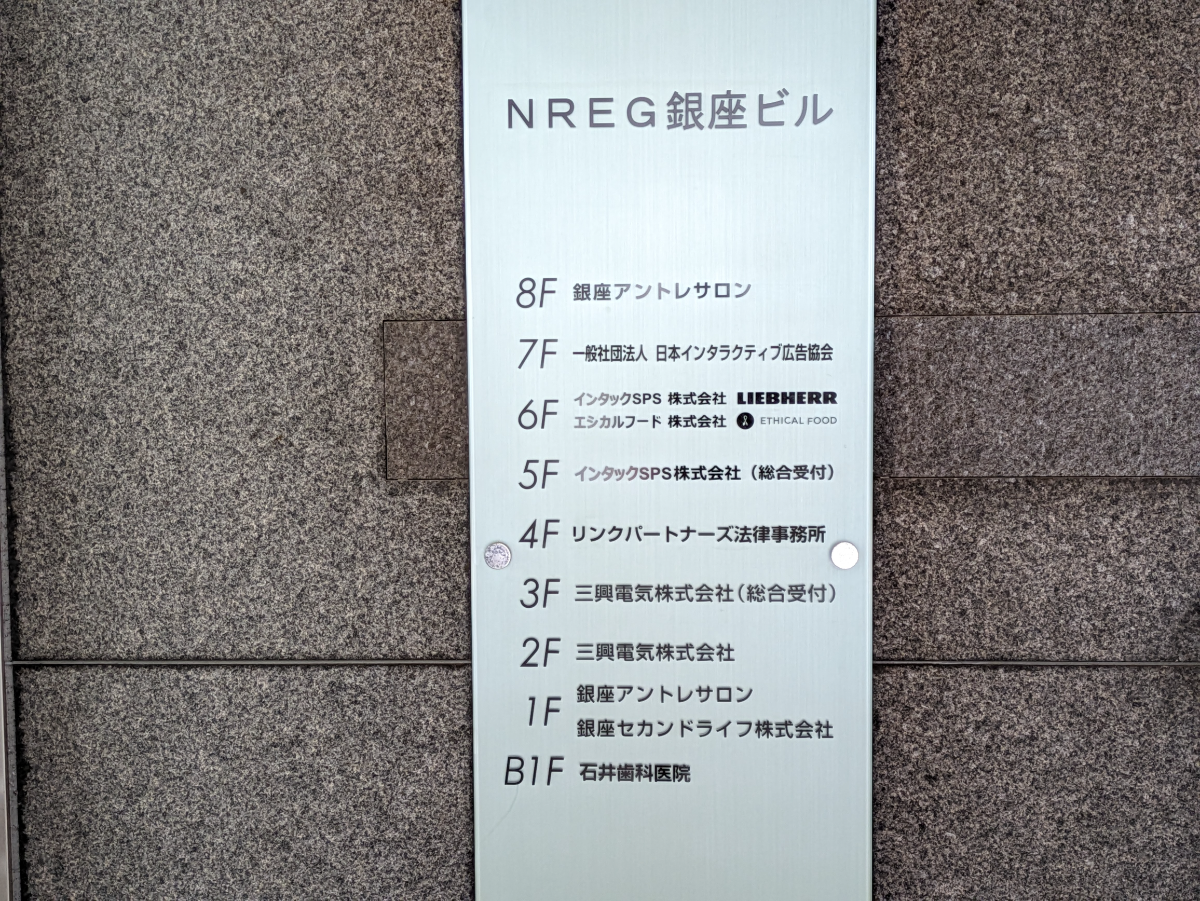 NREG銀座ビル
8F 銀座アントレサロン
7F 一般社団法人 日本インタラクティブ広告協会
6F インタックSPS 株式会社 LIEBHERR
エシカルフード 株式会社 ETHICAL FOOD
5F インタックSPS株式会社（総合受付）
4F リンクパートナーズ法律事務所
3F 三興電気株式会社（総合受付）
2F 三興電気株式会社
1F 銀座アントレサロン
銀座セカンドライフ株式会社
B1F 石井歯科医院